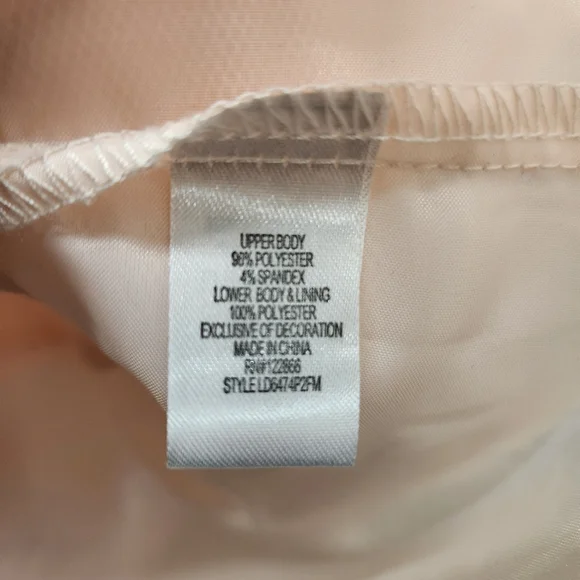 UPPER BODY
96% POLYESTER
4% SPANDEX
LOWER BODY & LINING
100% POLYESTER
EXCLUSIVE OF DECORATION
MADE IN CHINA
RN#122866
STYLE LD6474P2FM